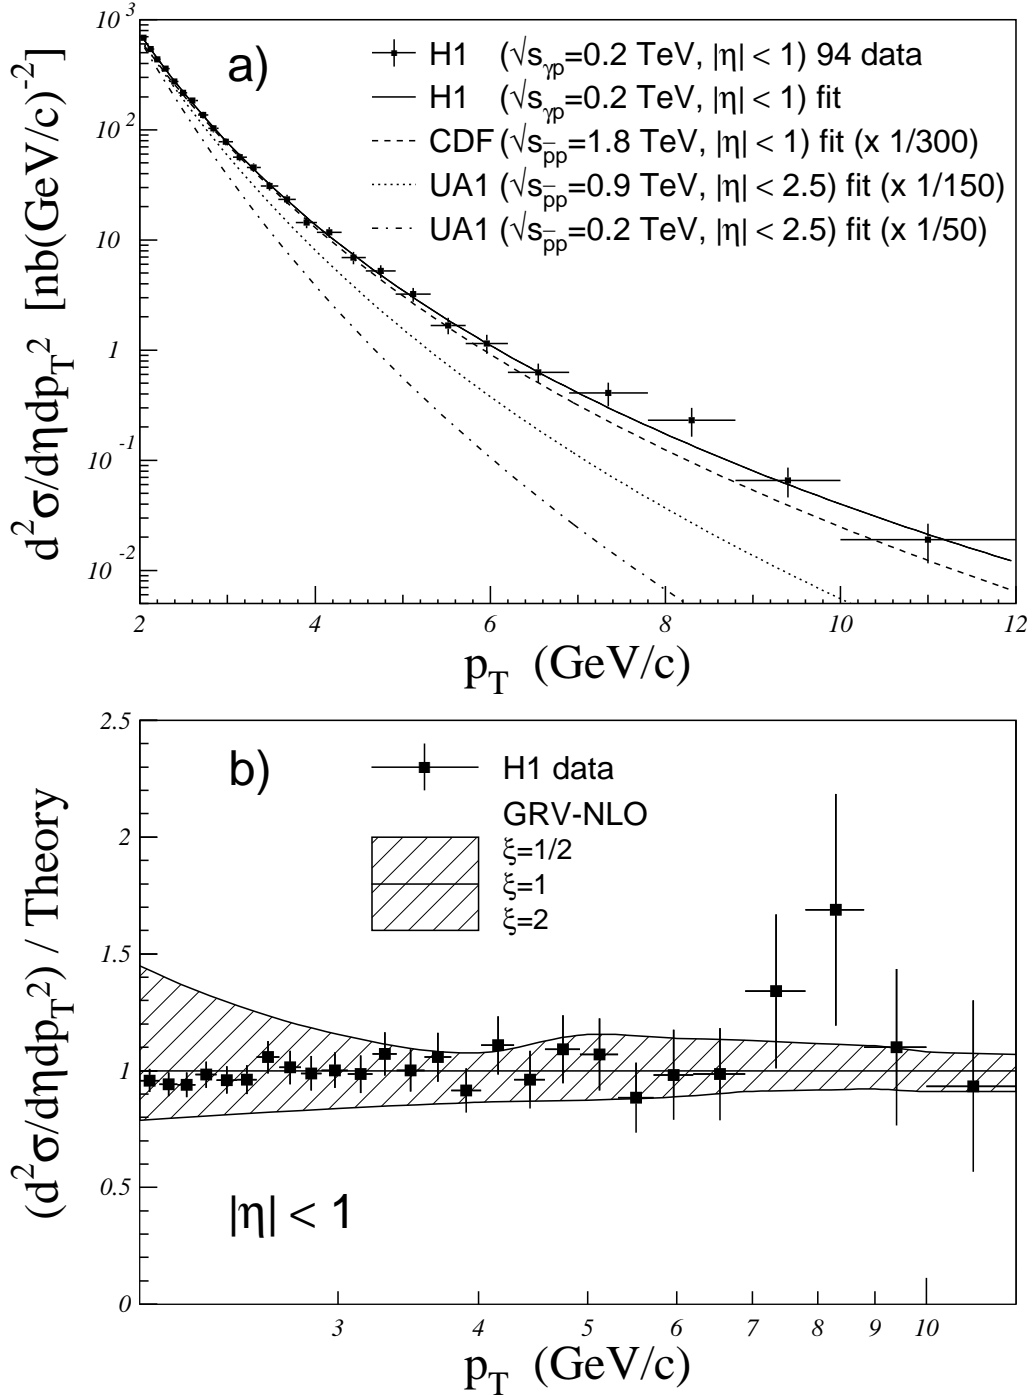 a)
H1 (√s_γp=0.2 TeV, |η| < 1) 94 data
H1 (√s_γp=0.2 TeV, |η| < 1) fit
CDF (√s_p̄p=1.8 TeV, |η| < 1) fit (x 1/300)
UA1 (√s_p̄p=0.9 TeV, |η| < 2.5) fit (x 1/150)
UA1 (√s_p̄p=0.2 TeV, |η| < 2.5) fit (x 1/50)
d²σ/dηdp_T² [nb(GeV/c)⁻²]
10³
10²
10
1
10⁻¹
10⁻²
2 4 6 8 10 12
p_T (GeV/c)
b)
H1 data
GRV-NLO
ξ=1/2
ξ=1
ξ=2
|η| < 1
(d²σ/dηdp_T²) / Theory
2.5
2
1.5
1
0.5
0
3 4 5 6 7 8 9 10
p_T (GeV/c)